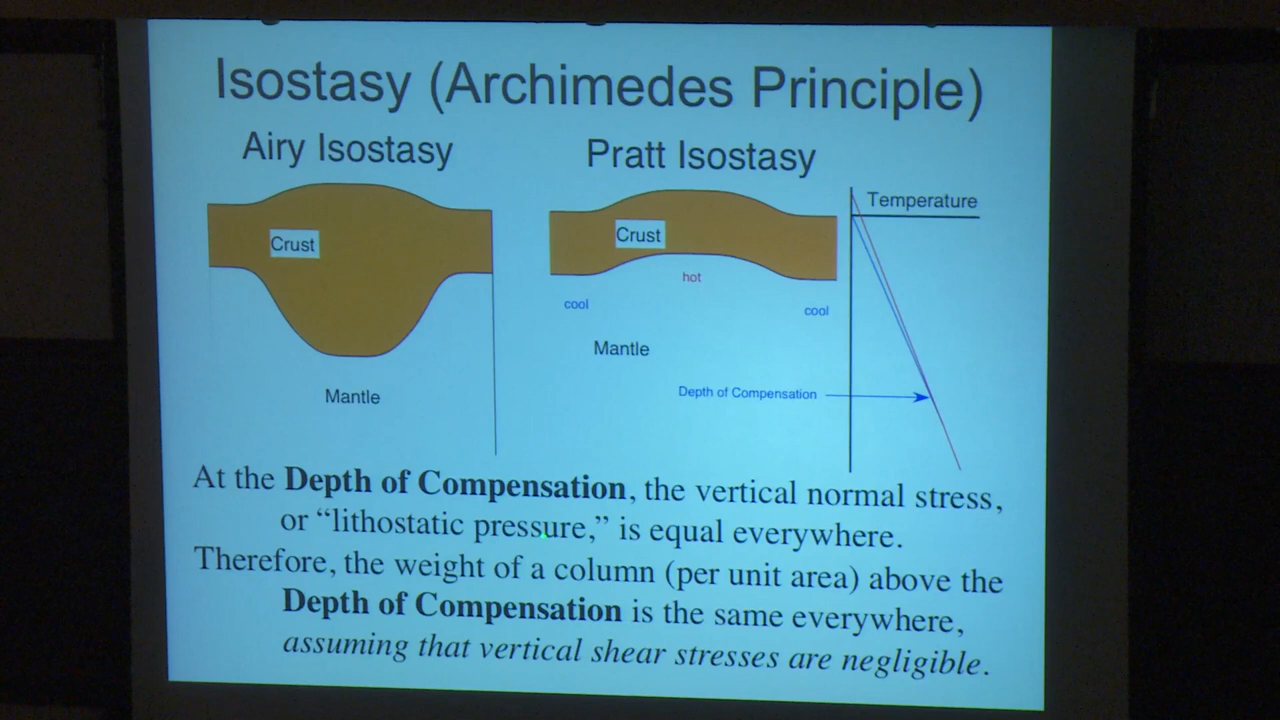 Isostasy (Archimedes Principle)
Airy Isostasy
Pratt Isostasy
Temperature
Crust
Crust
hot
cool
cool
Mantle
Mantle
Depth of Compensation
At the Depth of Compensation, the vertical normal stress,
or “lithostatic pressure,” is equal everywhere.
Therefore, the weight of a column (per unit area) above the
Depth of Compensation is the same everywhere,
assuming that vertical shear stresses are negligible.